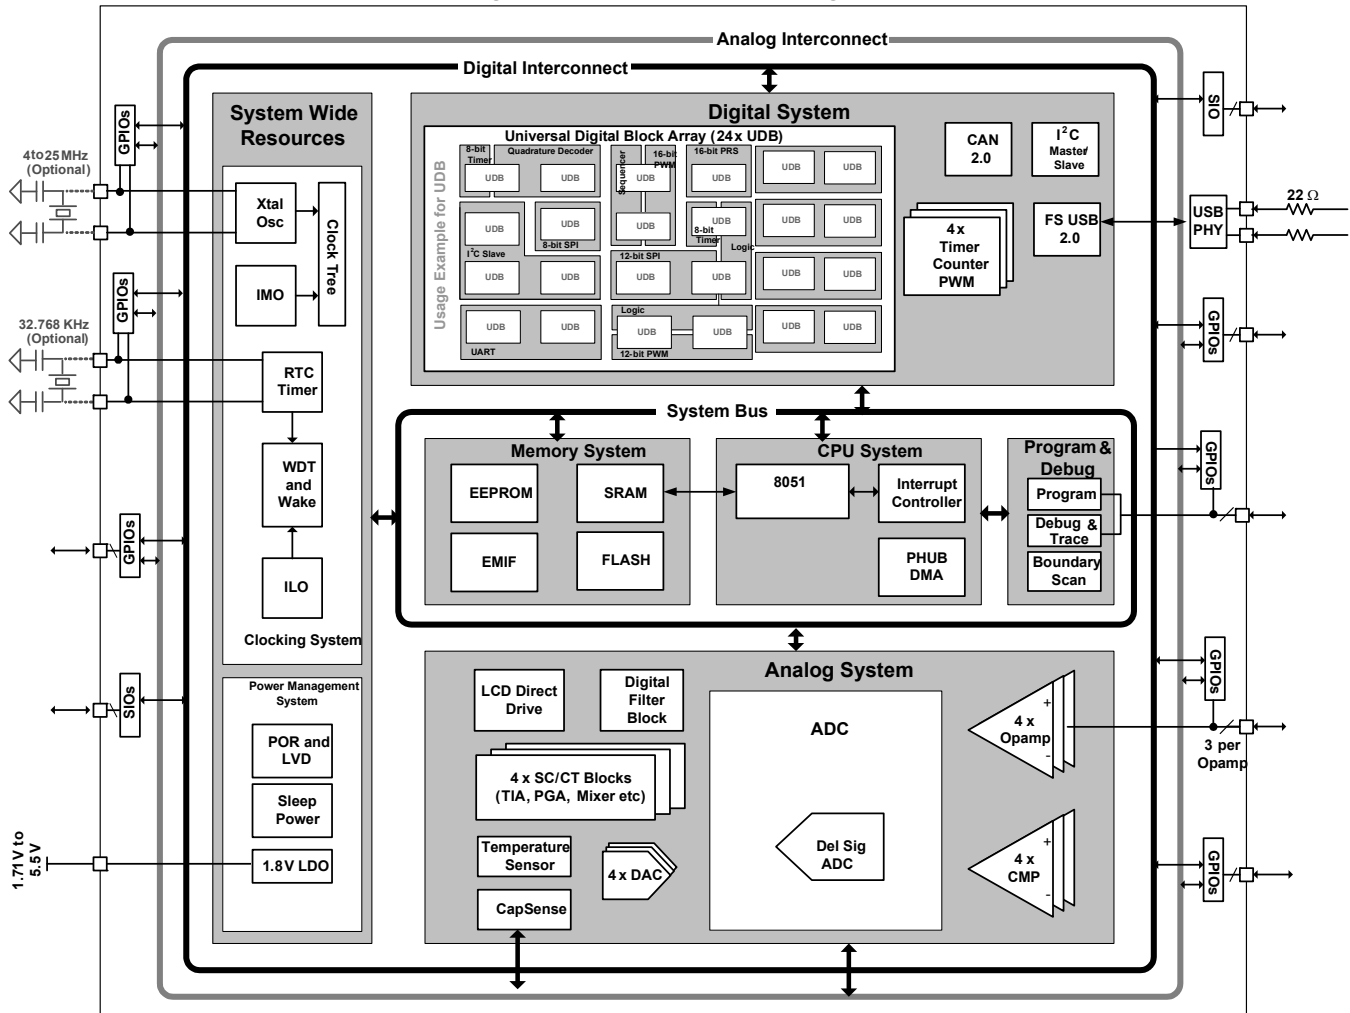 Analog Interconnect
Digital Interconnect
System Wide
Resources
GPIOs
4to25MHz
(Optional)
Xtal
Osc
Clock Tree
IMO
GPIOs
32.768 KHz
(Optional)
RTC
Timer
WDT
and
Wake
GPIOs
ILO
Clocking System
SIOs
Power Management
System
POR and
LVD
Sleep
Power
1.8V LDO
1.71V to
5.5V
Digital System
Universal Digital Block Array (24x UDB)
Usage Example for UDB
8-bit
Timer
Quadrature Decoder
Sequencer
16-bit
PWM
16-bit PRS
UDB
UDB
UDB
UDB
UDB
UDB
UDB
UDB
8-bit SPI
UDB
UDB
8-bit
Timer
Logic
UDB
UDB
I2C Slave
12-bit SPI
UDB
UDB
UDB
UDB
UDB
UDB
Logic
UDB
UDB
UDB
UDB
UDB
UDB
UART
12-bit PWM
CAN
2.0
I2C
Master/
Slave
4x
Timer
Counter
PWM
FS USB
2.0
System Bus
Memory System
EEPROM
SRAM
EMIF
FLASH
CPU System
8051
Interrupt
Controller
PHUB
DMA
Program &
Debug
Program
Debug &
Trace
Boundary
Scan
Analog System
LCD Direct
Drive
Digital
Filter
Block
4 x SC/CT Blocks
(TIA, PGA, Mixer etc)
Temperature
Sensor
4 x DAC
CapSense
ADC
Del Sig
ADC
4 x
Opamp
+
-
4 x
CMP
+
-
SIO
USB
PHY
22 Ω
GPIOs
GPIOs
GPIOs
3 per
Opamp
GPIOs